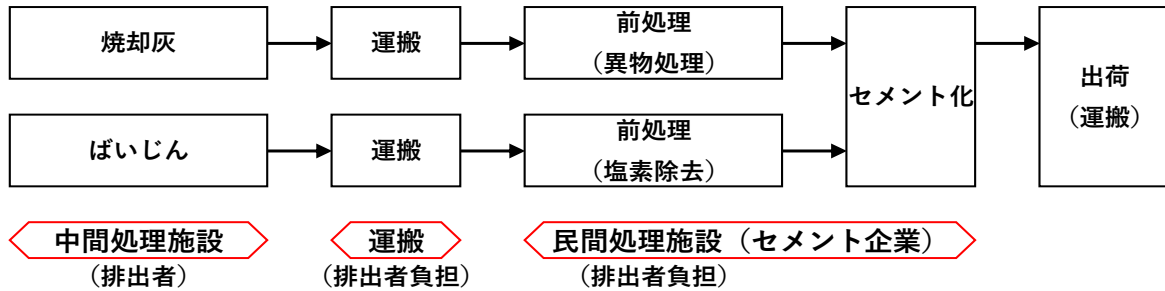 焼却灰
運搬
前処理
（異物処理）
セメント化
出荷
（運搬）
ばいじん
運搬
前処理
（塩素除去）
中間処理施設
（排出者）
運搬
（排出者負担）
民間処理施設（セメント企業）
（排出者負担）